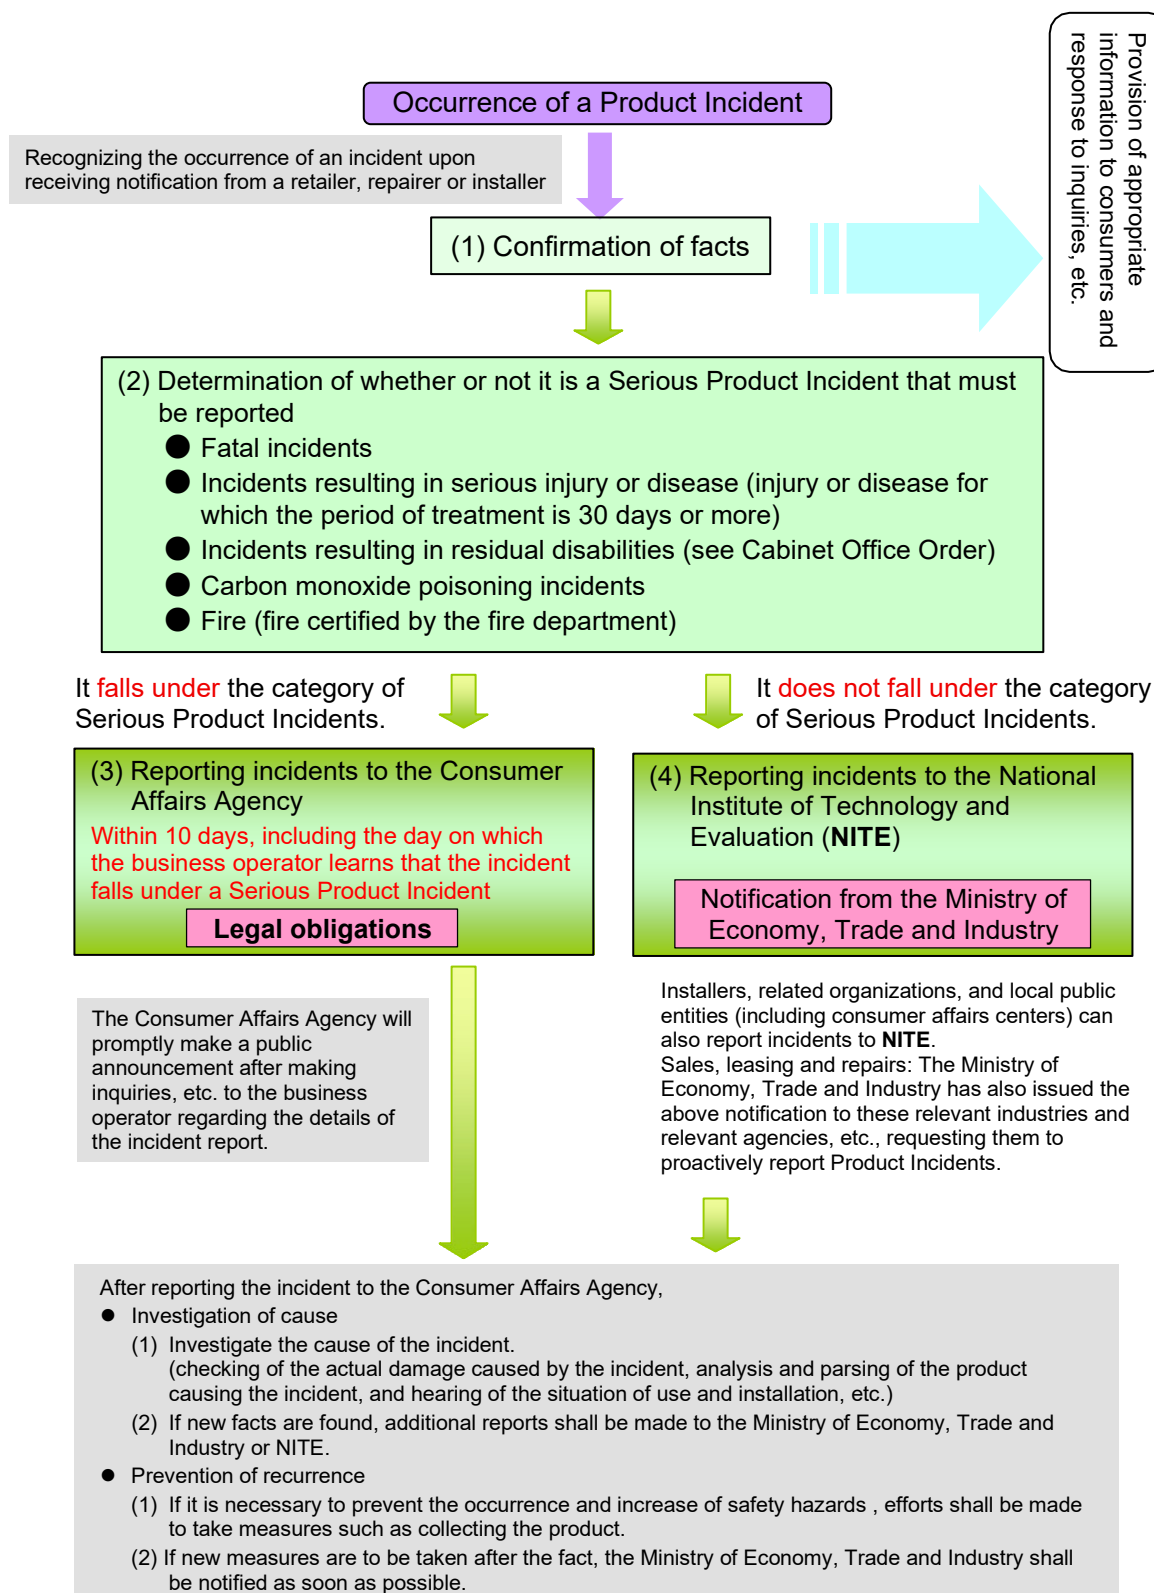 Provision of appropriate
information to consumers and
response to inquiries, etc.
Occurrence of a Product Incident
Recognizing the occurrence of an incident upon
receiving notification from a retailer, repairer or installer
(1) Confirmation of facts
(2) Determination of whether or not it is a Serious Product Incident that must
be reported
● Fatal incidents
● Incidents resulting in serious injury or disease (injury or disease for
which the period of treatment is 30 days or more)
● Incidents resulting in residual disabilities (see Cabinet Office Order)
● Carbon monoxide poisoning incidents
● Fire (fire certified by the fire department)
It falls under the category of
Serious Product Incidents.
It does not fall under the category
of Serious Product Incidents.
(3) Reporting incidents to the Consumer
Affairs Agency
Within 10 days, including the day on which
the business operator learns that the incident
falls under a Serious Product Incident
Legal obligations
(4) Reporting incidents to the National
Institute of Technology and
Evaluation (NITE)
Notification from the Ministry of
Economy, Trade and Industry
The Consumer Affairs Agency will
promptly make a public
announcement after making
inquiries, etc. to the business
operator regarding the details of
the incident report.
Installers, related organizations, and local public
entities (including consumer affairs centers) can
also report incidents to NITE.
Sales, leasing and repairs: The Ministry of
Economy, Trade and Industry has also issued the
above notification to these relevant industries and
relevant agencies, etc., requesting them to
proactively report Product Incidents.
After reporting the incident to the Consumer Affairs Agency,
● Investigation of cause
(1) Investigate the cause of the incident.
(checking of the actual damage caused by the incident, analysis and parsing of the product
causing the incident, and hearing of the situation of use and installation, etc.)
(2) If new facts are found, additional reports shall be made to the Ministry of Economy, Trade and
Industry or NITE.
● Prevention of recurrence
(1) If it is necessary to prevent the occurrence and increase of safety hazards , efforts shall be made
to take measures such as collecting the product.
(2) If new measures are to be taken after the fact, the Ministry of Economy, Trade and Industry shall
be notified as soon as possible.